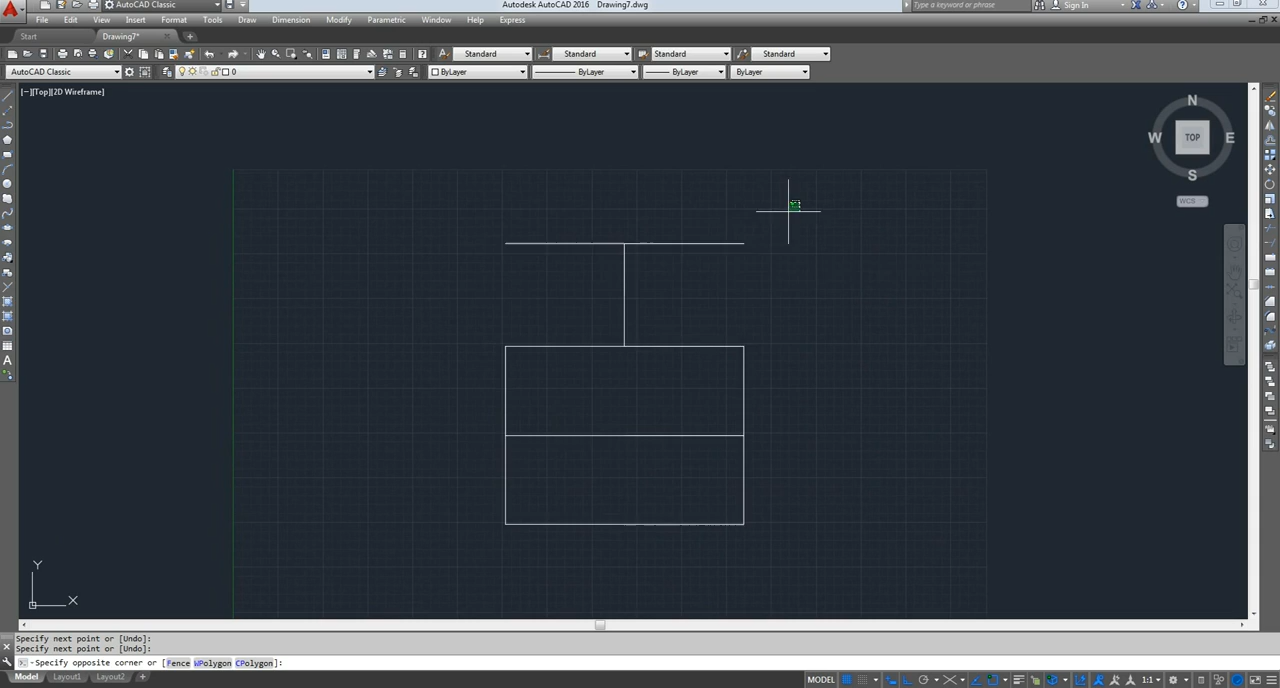 AutoCAD Classic
Autodesk AutoCAD 2016 Drawing7.dwg
Type a keyword or phrase
Sign In
File Edit View Insert Format Tools Draw Dimension Modify Parametric Window Help Express
Start
Drawing7*
Standard
Standard
Standard
Standard
AutoCAD Classic
0
ByLayer
ByLayer
ByLayer
ByLayer
[−][Top][2D Wireframe]
N
W
TOP
E
S
WCS
A
Y
X
Specify next point or [Undo]:
Specify next point or [Undo]:
Specify opposite corner or [Fence WPolygon CPolygon]:
Model
Layout1
Layout2
MODEL
1:1